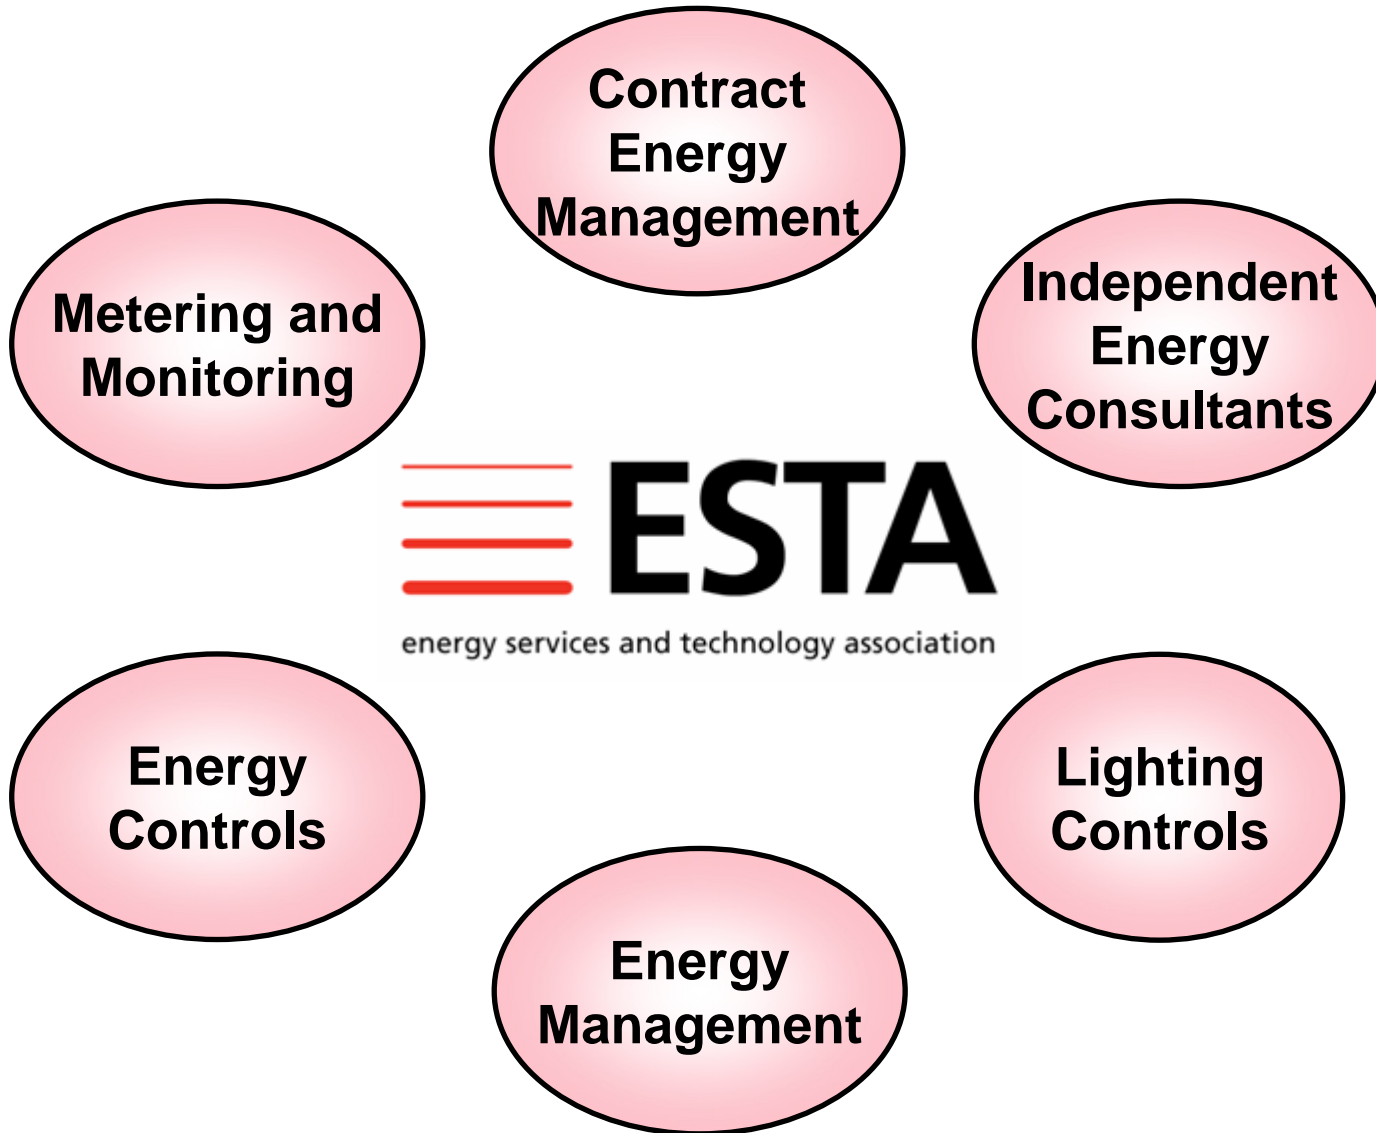 Contract
Energy
Management
Metering and
Monitoring
Independent
Energy
Consultants
ESTA
energy services and technology association
Energy
Controls
Lighting
Controls
Energy
Management